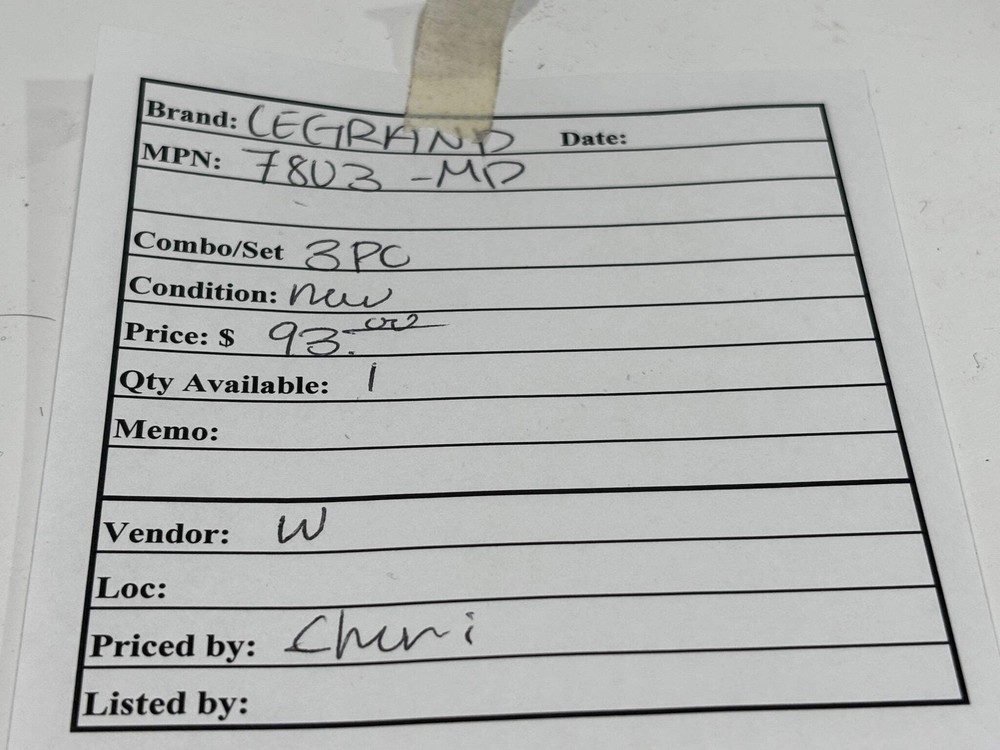 Brand: LEGRAND Date:
MPN: 7803-MD
Combo/Set 3PC
Condition: new
Price: $ 93.00
Qty Available: 1
Memo:
Vendor: W
Loc:
Priced by: Cheri
Listed by: